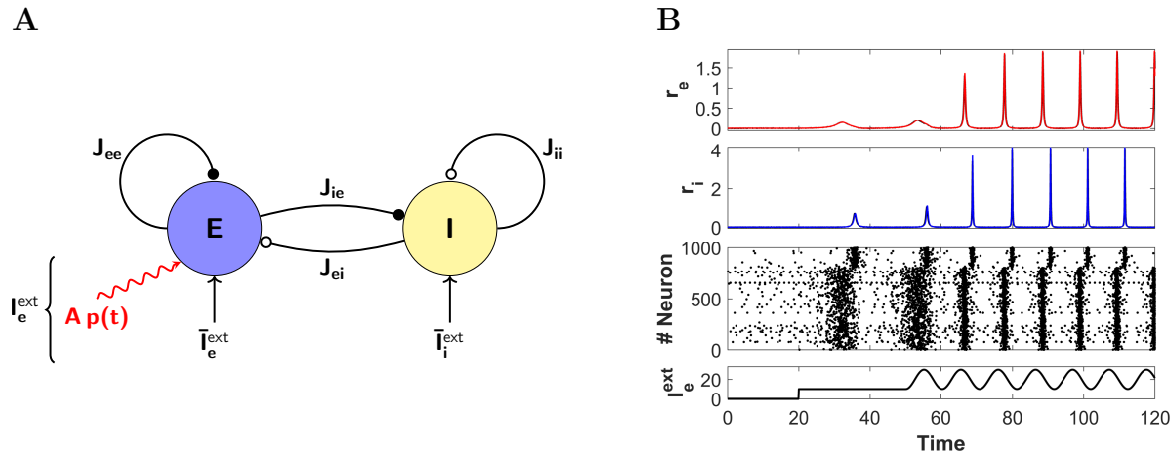 A
J_ee
J_ii
J_ie
E
I
J_ei
I_e^ext
A p(t)
Ī_e^ext
Ī_i^ext
B
r_e
1.5
1
0.5
0
r_i
4
2
0
# Neuron
1000
500
0
I_e^ext
20
0
0
20
40
60
80
100
120
Time